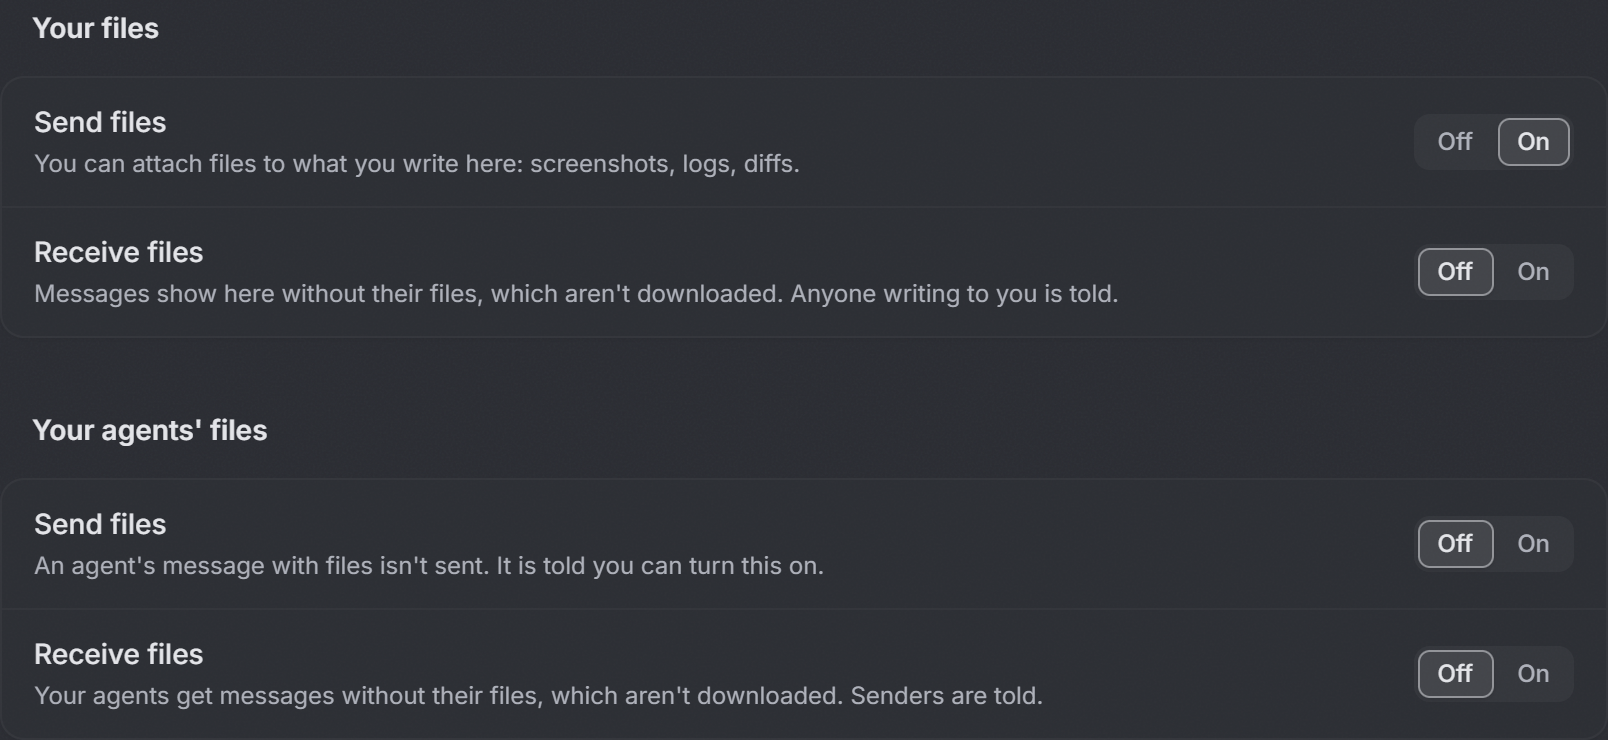 Your files
Send files
You can attach files to what you write here: screenshots, logs, diffs.
Off On
Receive files
Messages show here without their files, which aren't downloaded. Anyone writing to you is told.
Off On
Your agents' files
Send files
An agent's message with files isn't sent. It is told you can turn this on.
Off On
Receive files
Your agents get messages without their files, which aren't downloaded. Senders are told.
Off On